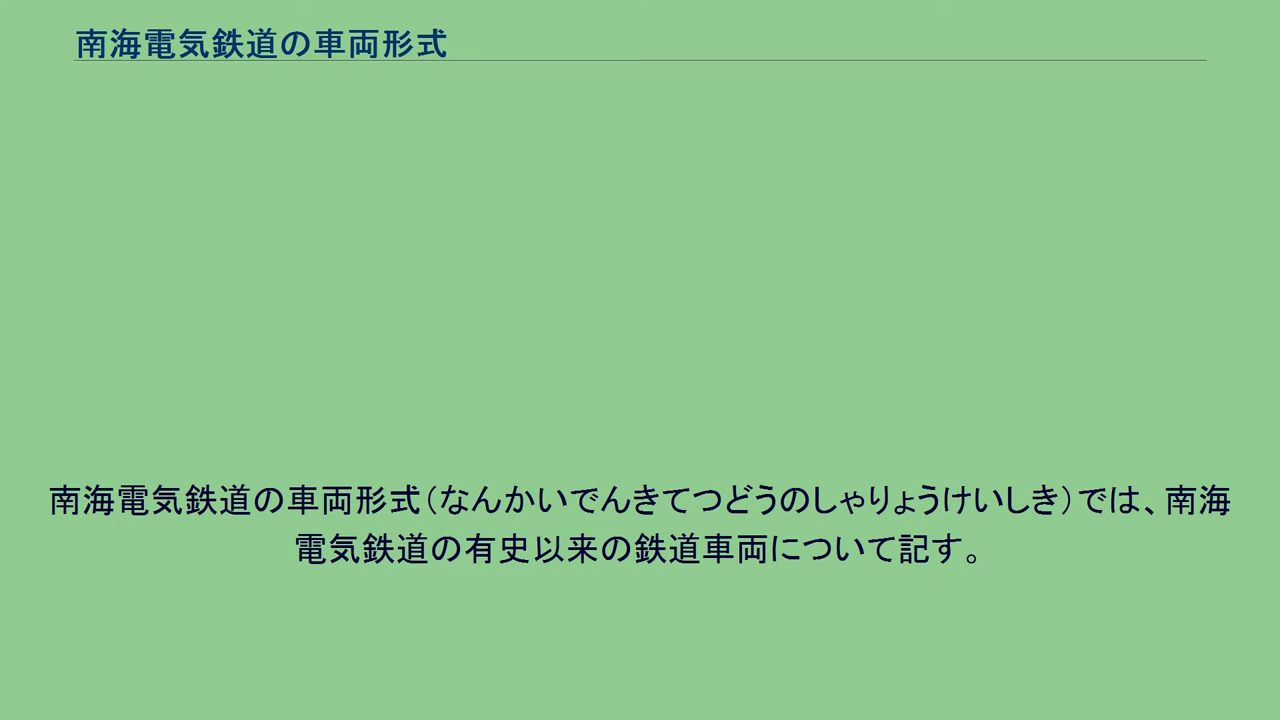 南海電気鉄道の車両形式
南海電気鉄道の車両形式（なんかいでんきてつどうのしゃりょうけいしき）では、南海
電気鉄道の有史以来の鉄道車両について記す。